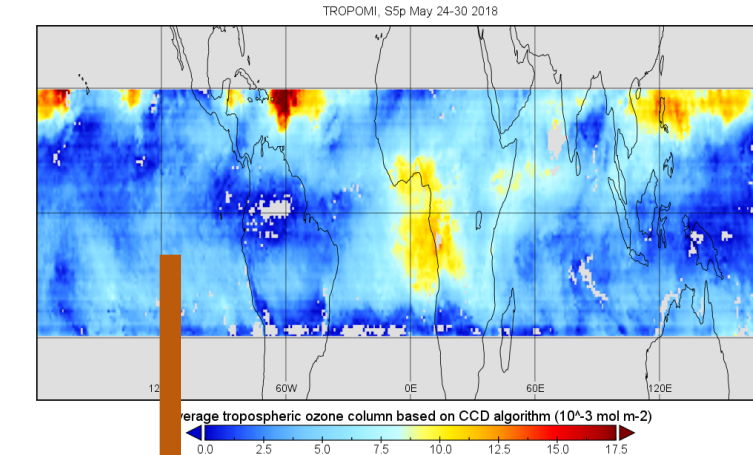 TROPOMI, S5p May 24-30 2018
12 60W 0E 60E 120E
verage tropospheric ozone column based on CCD algorithm (10^-3 mol m-2)
0.0 2.5 5.0 7.5 10.0 12.5 15.0 17.5